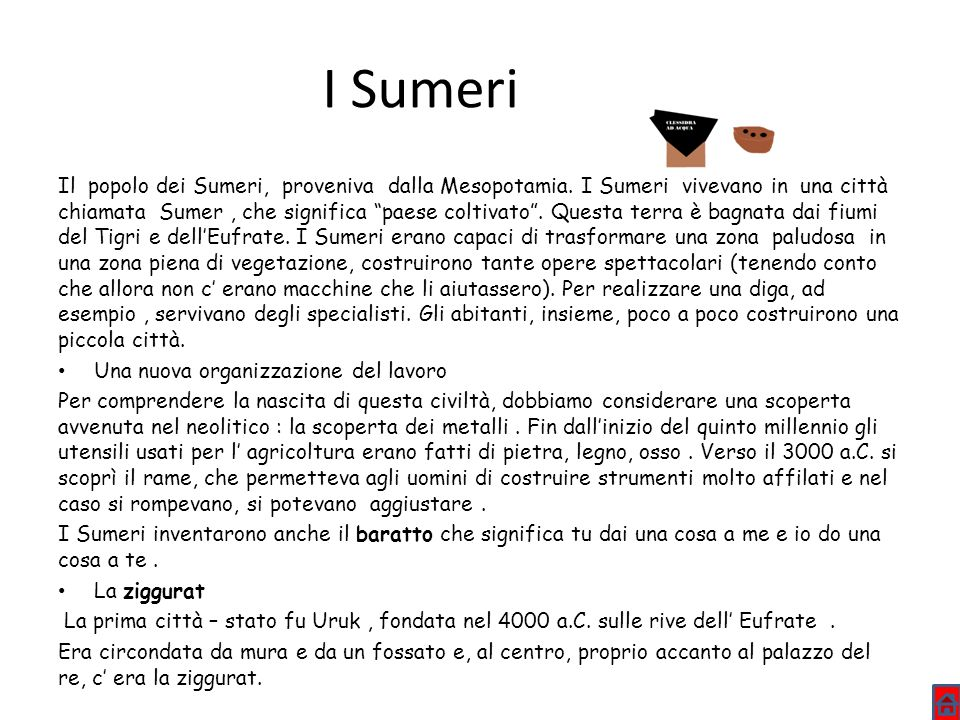 I Sumeri
CLESSIDRA
AD ACQUA
Il popolo dei Sumeri, proveniva dalla Mesopotamia. I Sumeri vivevano in una città
chiamata Sumer , che significa “paese coltivato”. Questa terra è bagnata dai fiumi
del Tigri e dell’Eufrate. I Sumeri erano capaci di trasformare una zona paludosa in
una zona piena di vegetazione, costruirono tante opere spettacolari (tenendo conto
che allora non c’ erano macchine che li aiutassero). Per realizzare una diga, ad
esempio , servivano degli specialisti. Gli abitanti, insieme, poco a poco costruirono una
piccola città.
• Una nuova organizzazione del lavoro
Per comprendere la nascita di questa civiltà, dobbiamo considerare una scoperta
avvenuta nel neolitico : la scoperta dei metalli . Fin dall’inizio del quinto millennio gli
utensili usati per l’ agricoltura erano fatti di pietra, legno, osso . Verso il 3000 a.C. si
scoprì il rame, che permetteva agli uomini di costruire strumenti molto affilati e nel
caso si rompevano, si potevano aggiustare .
I Sumeri inventarono anche il baratto che significa tu dai una cosa a me e io do una
cosa a te .
• La ziggurat
La prima città – stato fu Uruk , fondata nel 4000 a.C. sulle rive dell’ Eufrate .
Era circondata da mura e da un fossato e, al centro, proprio accanto al palazzo del
re, c’ era la ziggurat.